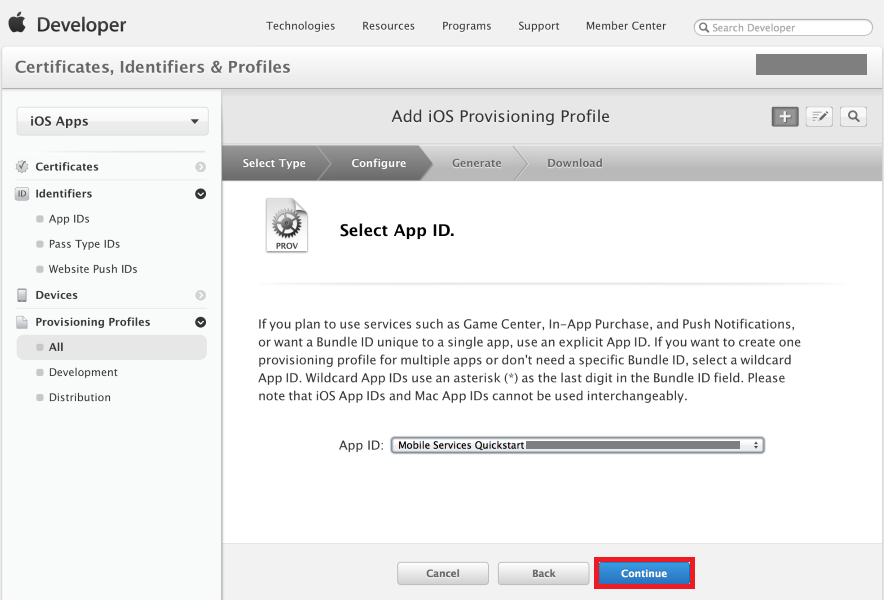 Developer
Technologies
Resources
Programs
Support
Member Center
Search Developer
Certificates, Identifiers & Profiles
iOS Apps
Certificates
ID Identifiers
App IDs
Pass Type IDs
Website Push IDs
Devices
Provisioning Profiles
All
Development
Distribution
Add iOS Provisioning Profile
Select Type
Configure
Generate
Download
PROV
Select App ID.
If you plan to use services such as Game Center, In-App Purchase, and Push Notifications,
or want a Bundle ID unique to a single app, use an explicit App ID. If you want to create one
provisioning profile for multiple apps or don't need a specific Bundle ID, select a wildcard
App ID. Wildcard App IDs use an asterisk (*) as the last digit in the Bundle ID field. Please
note that iOS App IDs and Mac App IDs cannot be used interchangeably.
App ID: Mobile Services Quickstart
Cancel
Back
Continue